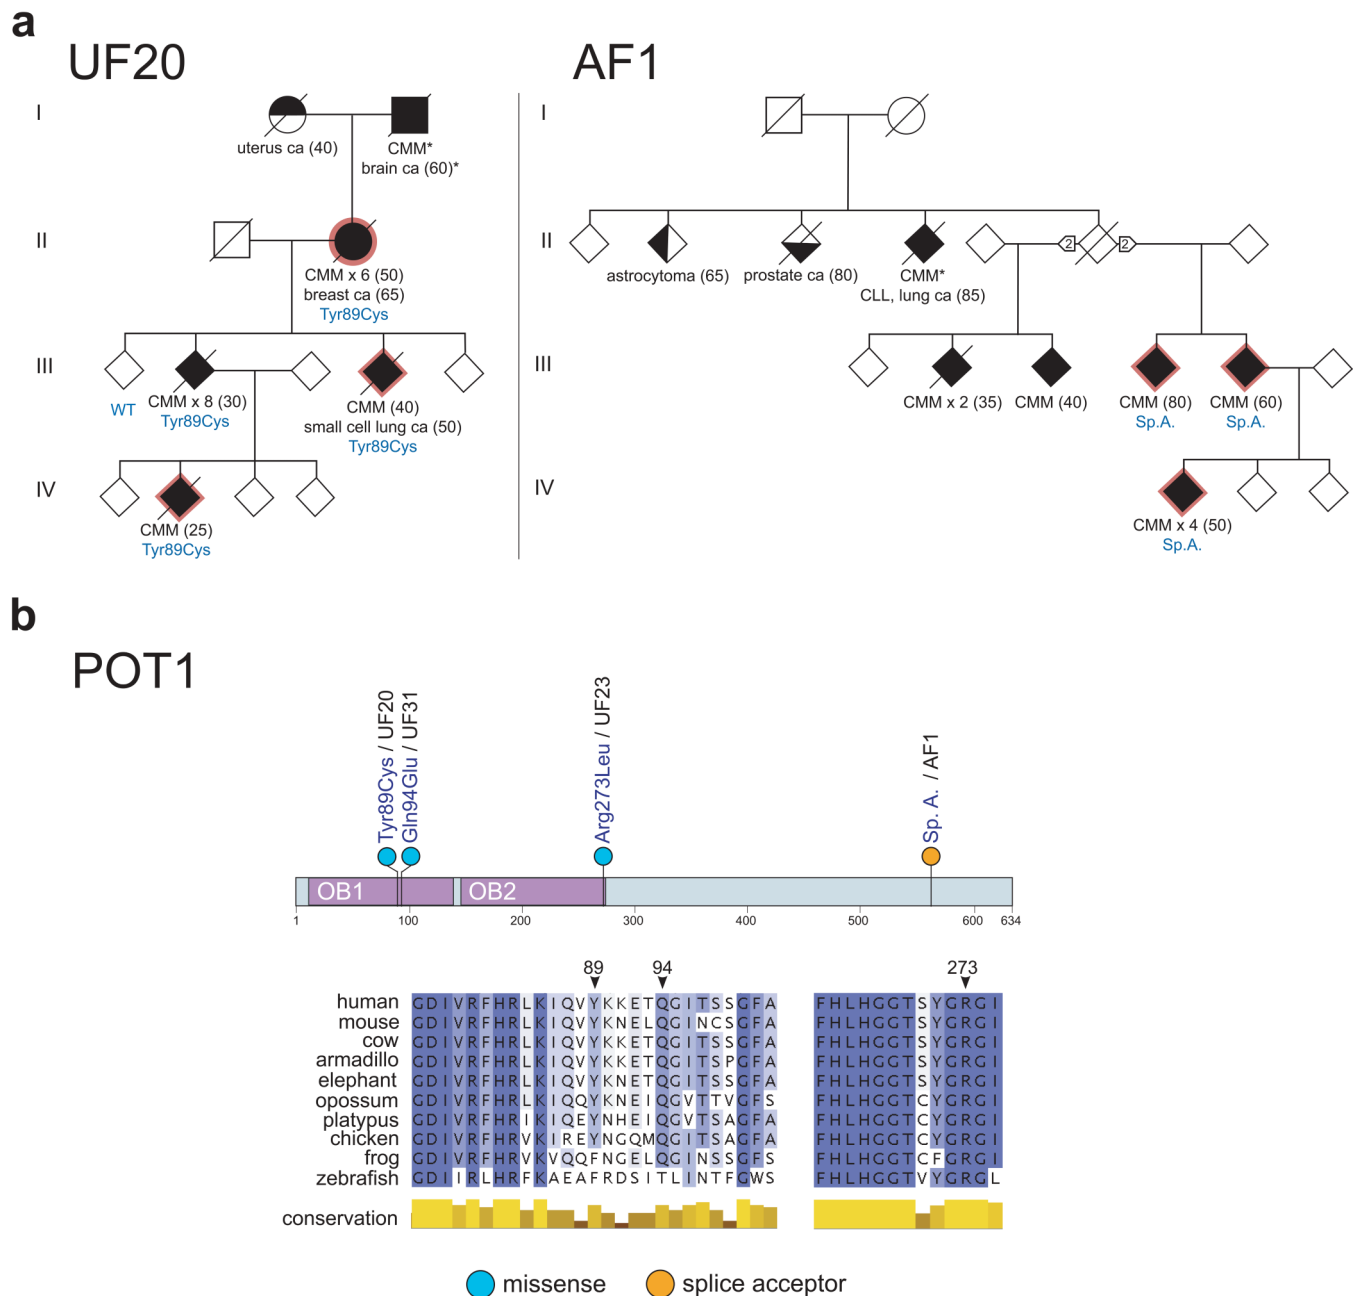 a
UF20
AF1
I
uterus ca (40)
CMM*
brain ca (60)*
II
CMM x 6 (50)
breast ca (65)
Tyr89Cys
III
WT
CMM x 8 (30)
Tyr89Cys
CMM (40)
small cell lung ca (50)
Tyr89Cys
IV
CMM (25)
Tyr89Cys
I
II
astrocytoma (65)
prostate ca (80)
CMM*
CLL, lung ca (85)
2
2
III
CMM x 2 (35)
CMM (40)
CMM (80)
Sp.A.
CMM (60)
Sp.A.
IV
CMM x 4 (50)
Sp.A.
b
POT1
Tyr89Cys / UF20
Gln94Glu / UF31
Arg273Leu / UF23
Sp. A. / AF1
OB1 OB2
1 100 200 300 400 500 600 634
89 94 273
human GDIVRFHRLKIQVYKKETQGITSSGFA FHLHGGTSYGRGI
mouse GDIVRFHRLKIQVYKNELQGINCSGFA FHLHGGTSYGRGI
cow GDIVRFHRLKIQVYKKETQGITSSGFA FHLHGGTSYGRGI
armadillo GDIVRFHRLKIQVYKKETQGITSPGFA FHLHGGTSYGRGI
elephant GDIVRFHRLKIQVYKNETQGITSSGFA FHLHGGTSYGRGI
opossum GDIVRFHRLKIQQYKNEIQGVTTVGFS FHLHGGTCYGRGI
platypus GDIVRFHRIKIQEYNHEIQGVTSAGFA FHLHGGTCYGRGI
chicken GDIVRFHRVKIREYNGQMQGITSAGFA FHLHGGTCYGRGI
frog GDIVRFHRVKVQQFNGELQGINSSGFS FHLHGGTCFGRGI
zebrafish GDIIRLHRFKAEAFRDSITLINTFGWS FHLHGGTVYGRGL
conservation
missense splice acceptor